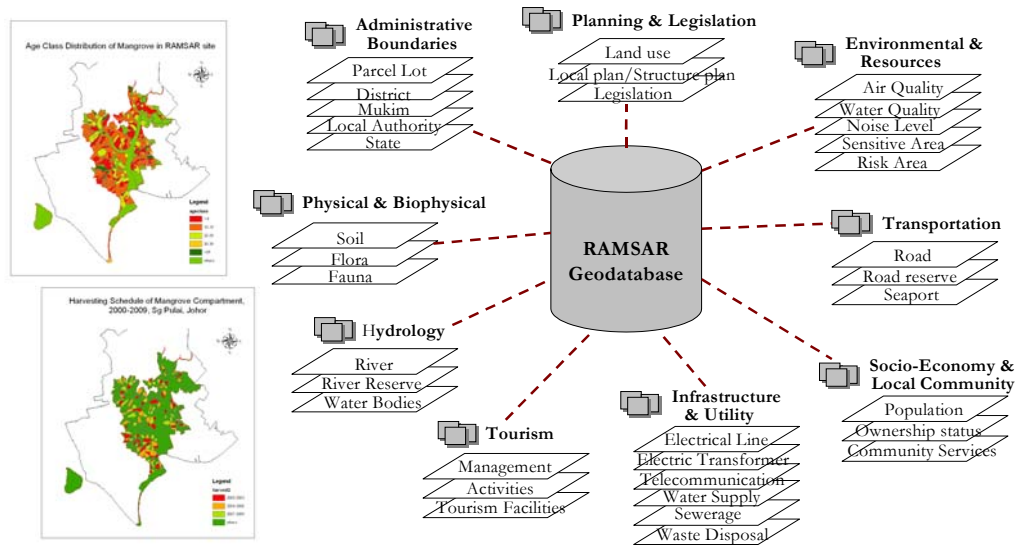 Age Class Distribution of Mangrove in RAMSAR site
Legend
Harvesting Schedule of Mangrove Compartment,
2000-2009, Sg Pulai, Johor
Legend
Administrative
Boundaries
Parcel Lot
District
Mukim
Local Authority
State
Planning & Legislation
Land use
Local plan/Structure plan
Legislation
Environmental &
Resources
Air Quality
Water Quality
Noise Level
Sensitive Area
Risk Area
Physical & Biophysical
Soil
Flora
Fauna
RAMSAR
Geodatabase
Transportation
Road
Road reserve
Seaport
Hydrology
River
River Reserve
Water Bodies
Tourism
Management
Activities
Tourism Facilities
Infrastructure
& Utility
Electrical Line
Electric Transformer
Telecommunication
Water Supply
Sewerage
Waste Disposal
Socio-Economy &
Local Community
Population
Ownership status
Community Services